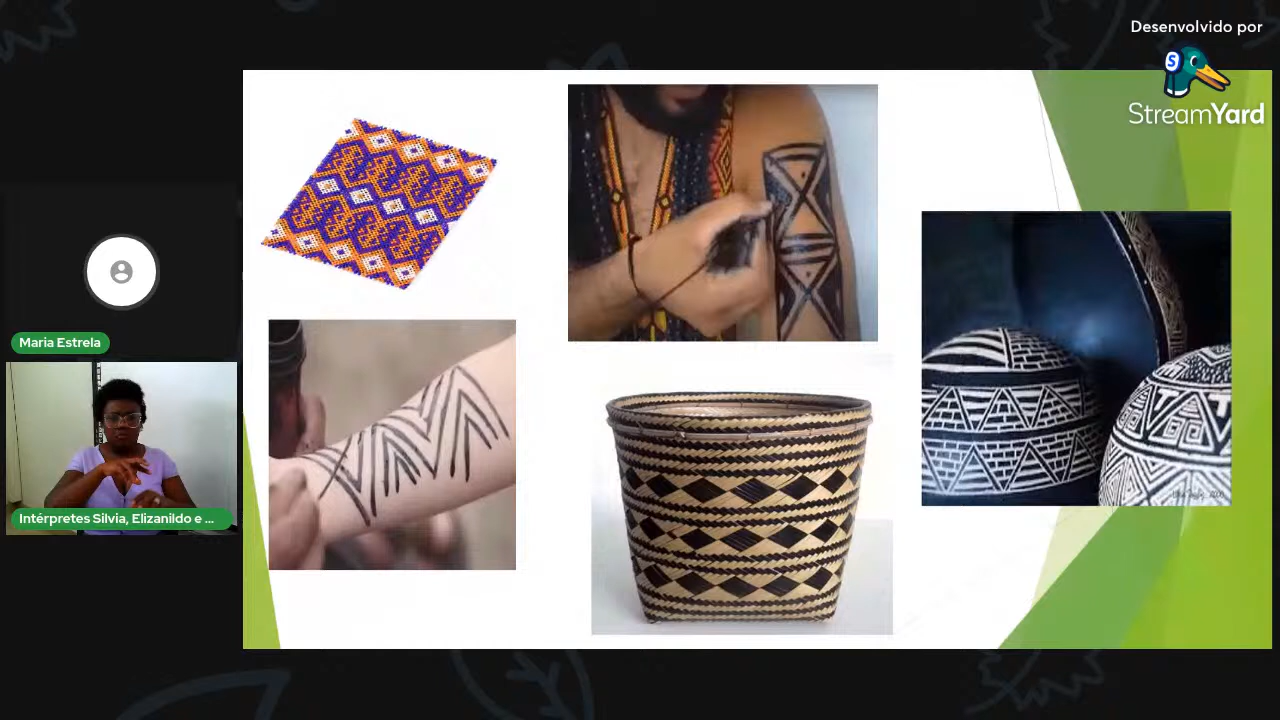 Desenvolvido por
StreamYard
Maria Estrela
Intérpretes Silvia, Elizanildo e ...